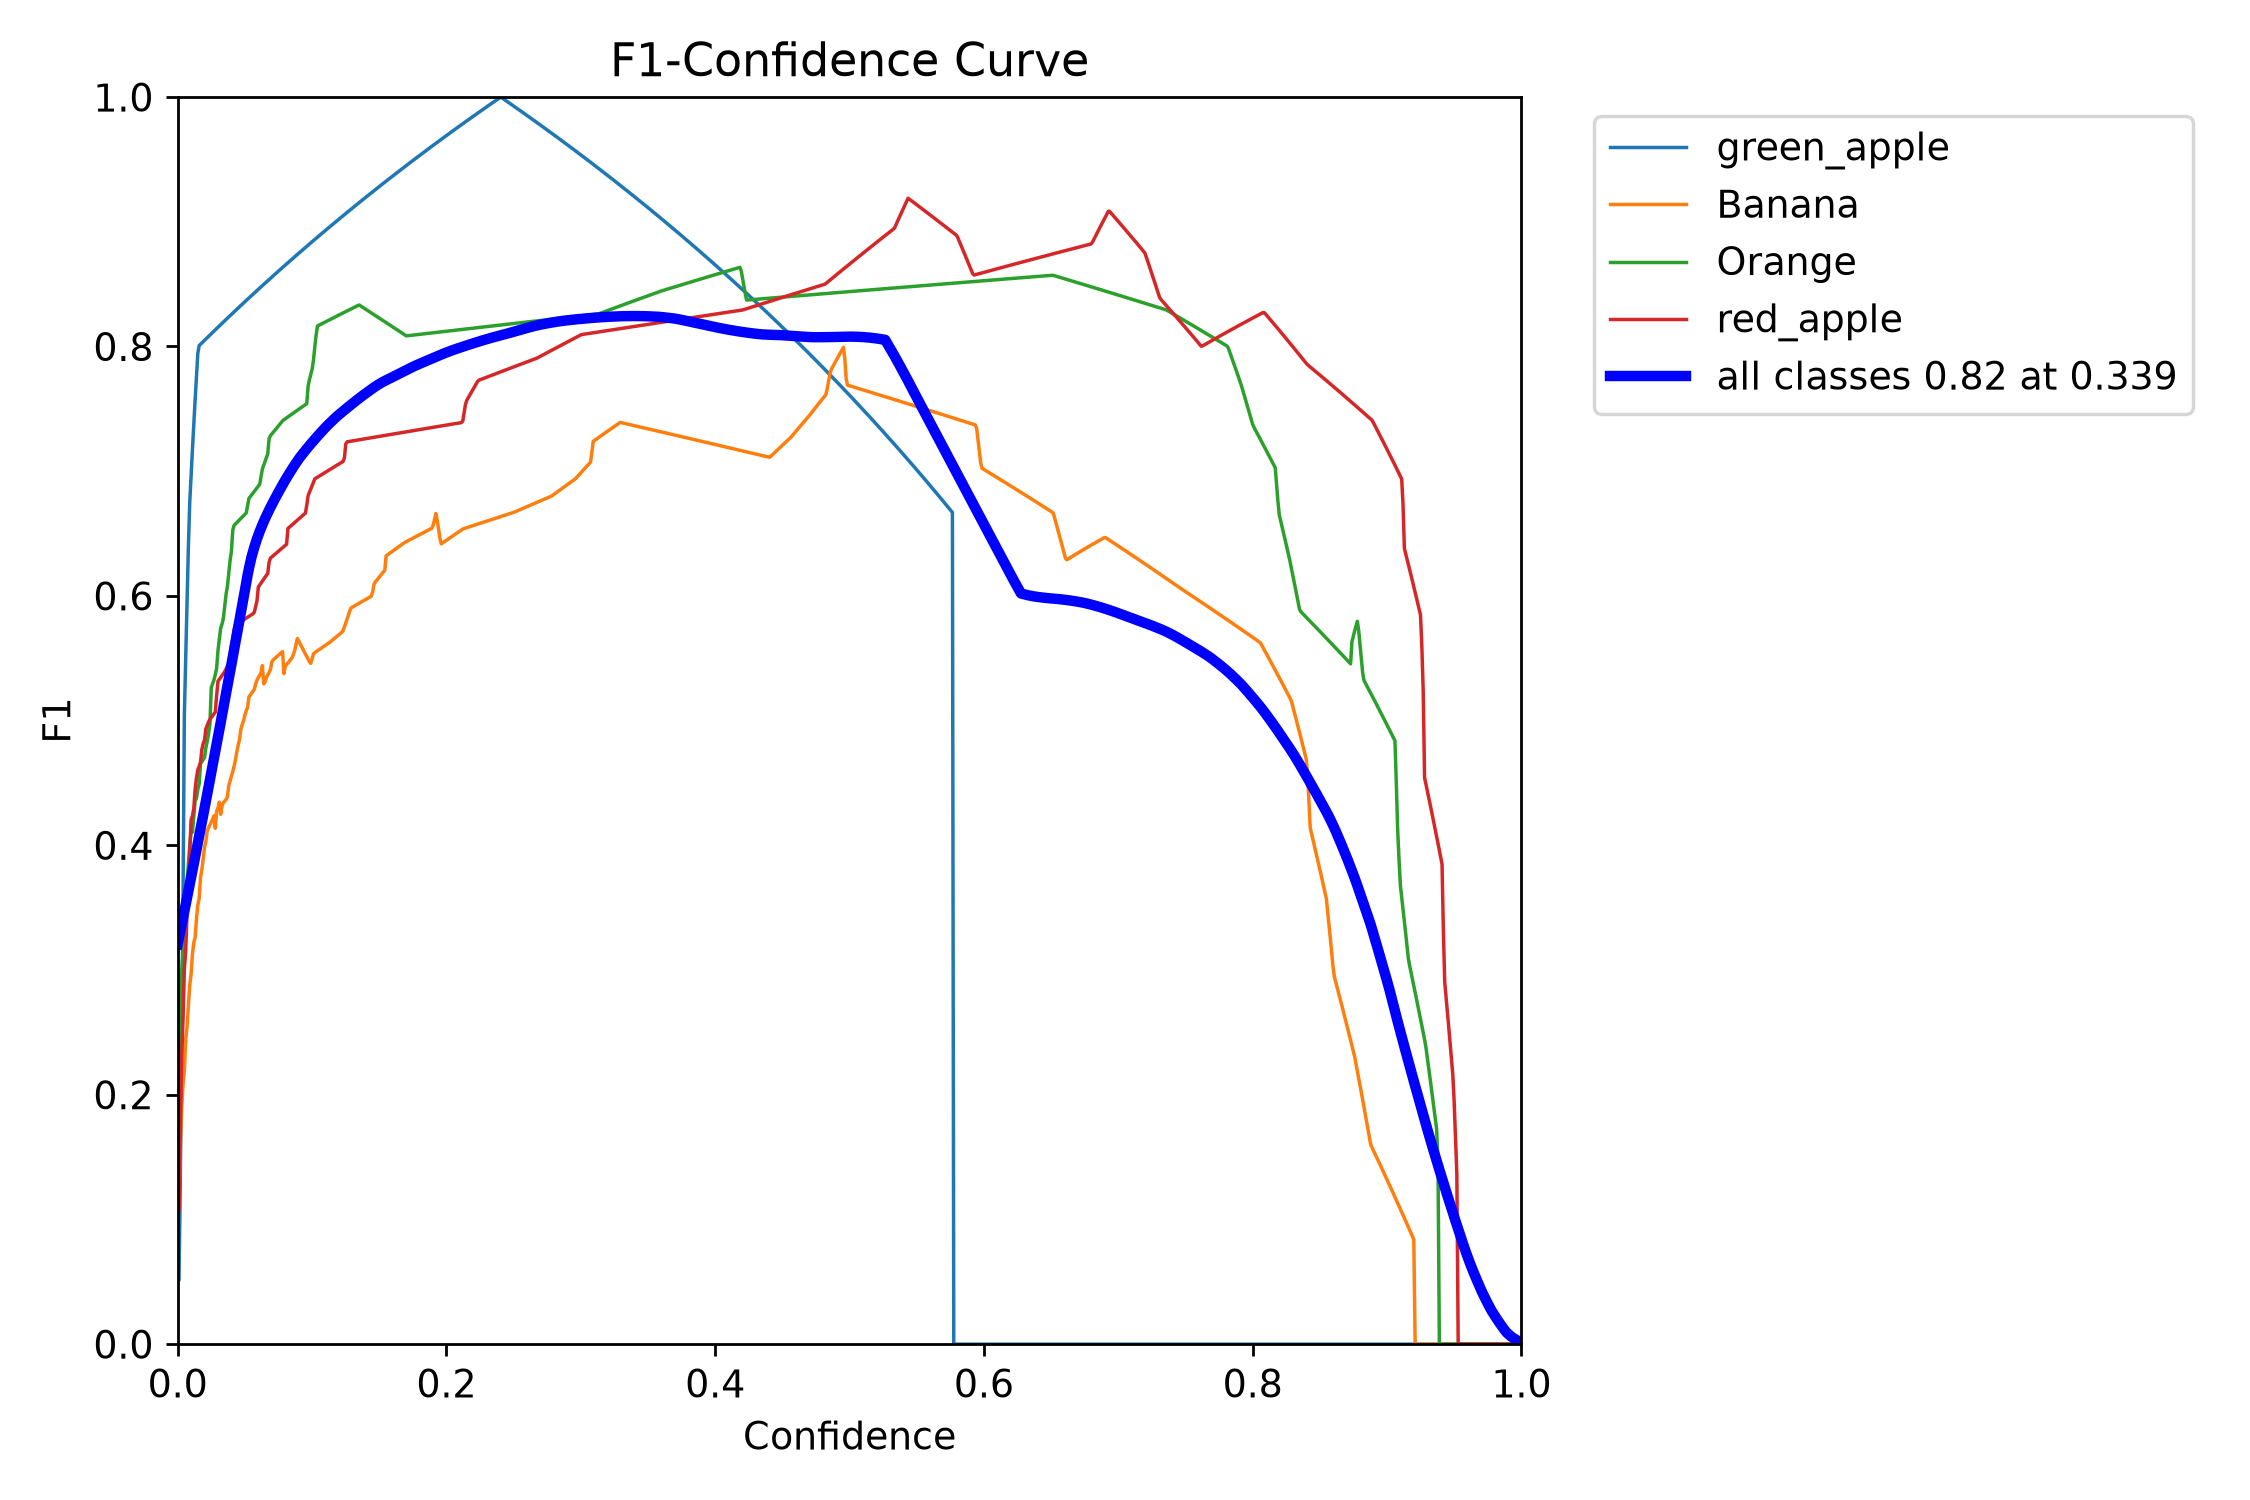 F1-Confidence Curve
1.0
0.8
0.6
0.4
0.2
0.0
F1
0.0 0.2 0.4 0.6 0.8 1.0
Confidence
green_apple
Banana
Orange
red_apple
all classes 0.82 at 0.339